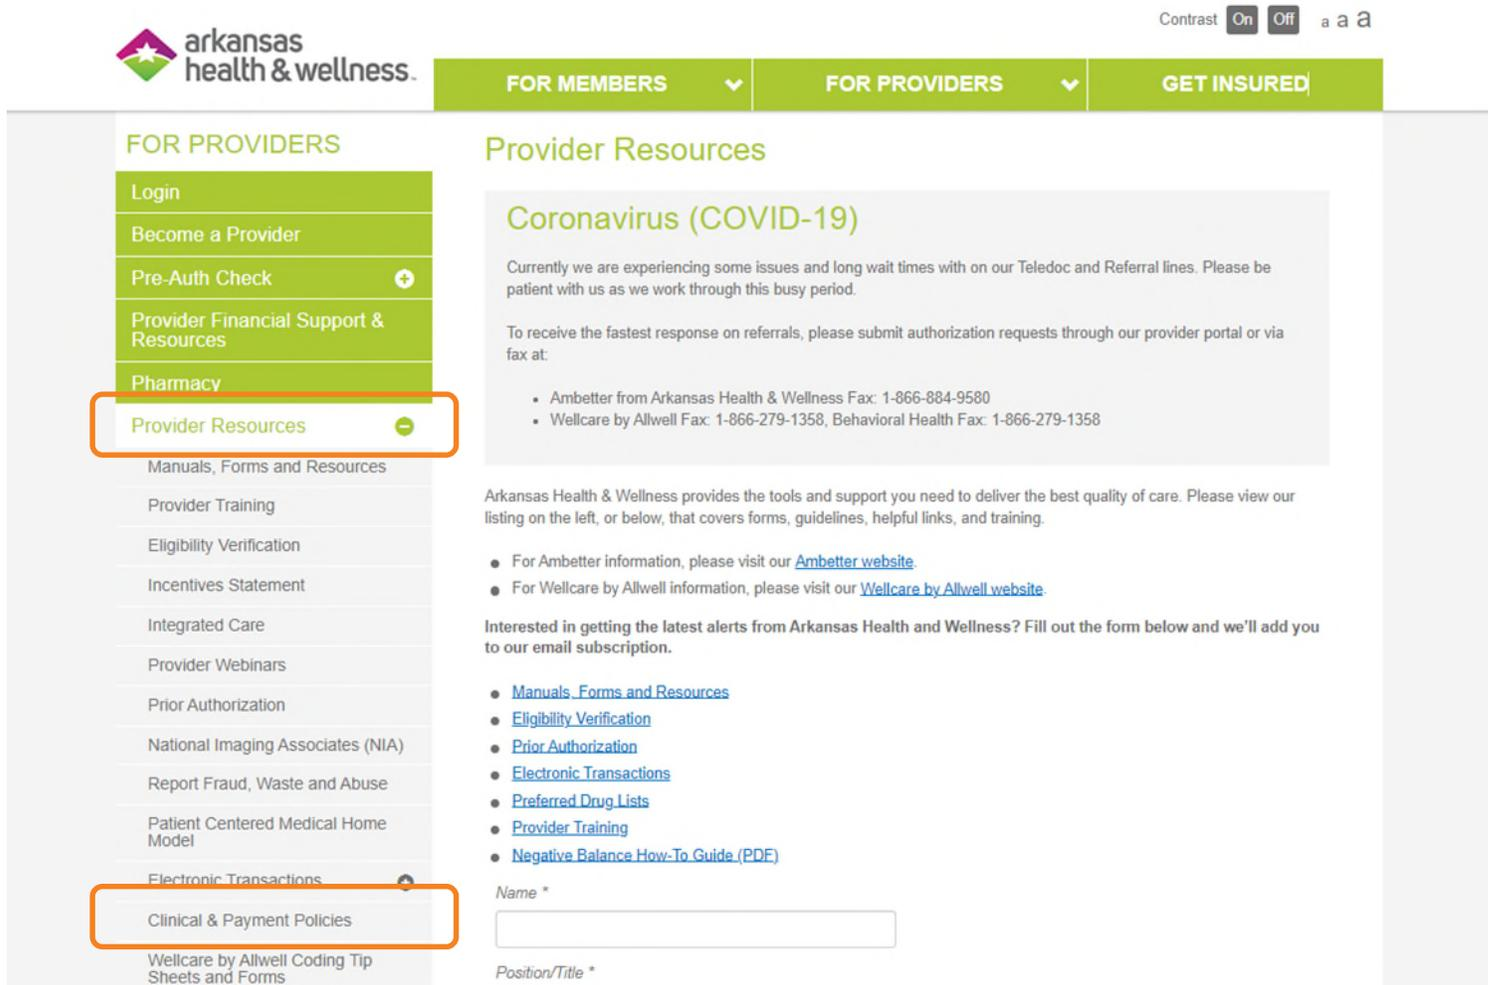 Contrast On Off a a a
arkansas
health & wellness
FOR MEMBERS
FOR PROVIDERS
GET INSURED
FOR PROVIDERS
Login
Become a Provider
Pre-Auth Check
Provider Financial Support &
Resources
Pharmacy
Provider Resources
Manuals, Forms and Resources
Provider Training
Eligibility Verification
Incentives Statement
Integrated Care
Provider Webinars
Prior Authorization
National Imaging Associates (NIA)
Report Fraud, Waste and Abuse
Patient Centered Medical Home
Model
Electronic Transactions
Clinical & Payment Policies
Wellcare by Allwell Coding Tip
Sheets and Forms
Provider Resources
Coronavirus (COVID-19)
Currently we are experiencing some issues and long wait times with on our Teledoc and Referral lines. Please be
patient with us as we work through this busy period.
To receive the fastest response on referrals, please submit authorization requests through our provider portal or via
fax at:
• Ambetter from Arkansas Health & Wellness Fax: 1-866-884-9580
• Wellcare by Allwell Fax: 1-866-279-1358, Behavioral Health Fax: 1-866-279-1358
Arkansas Health & Wellness provides the tools and support you need to deliver the best quality of care. Please view our
listing on the left, or below, that covers forms, guidelines, helpful links, and training.
• For Ambetter information, please visit our Ambetter website.
• For Wellcare by Allwell information, please visit our Wellcare by Allwell website.
Interested in getting the latest alerts from Arkansas Health and Wellness? Fill out the form below and we'll add you
to our email subscription.
• Manuals, Forms and Resources
• Eligibility Verification
• Prior Authorization
• Electronic Transactions
• Preferred Drug Lists
• Provider Training
• Negative Balance How-To Guide (PDF)
Name *
Position/Title *